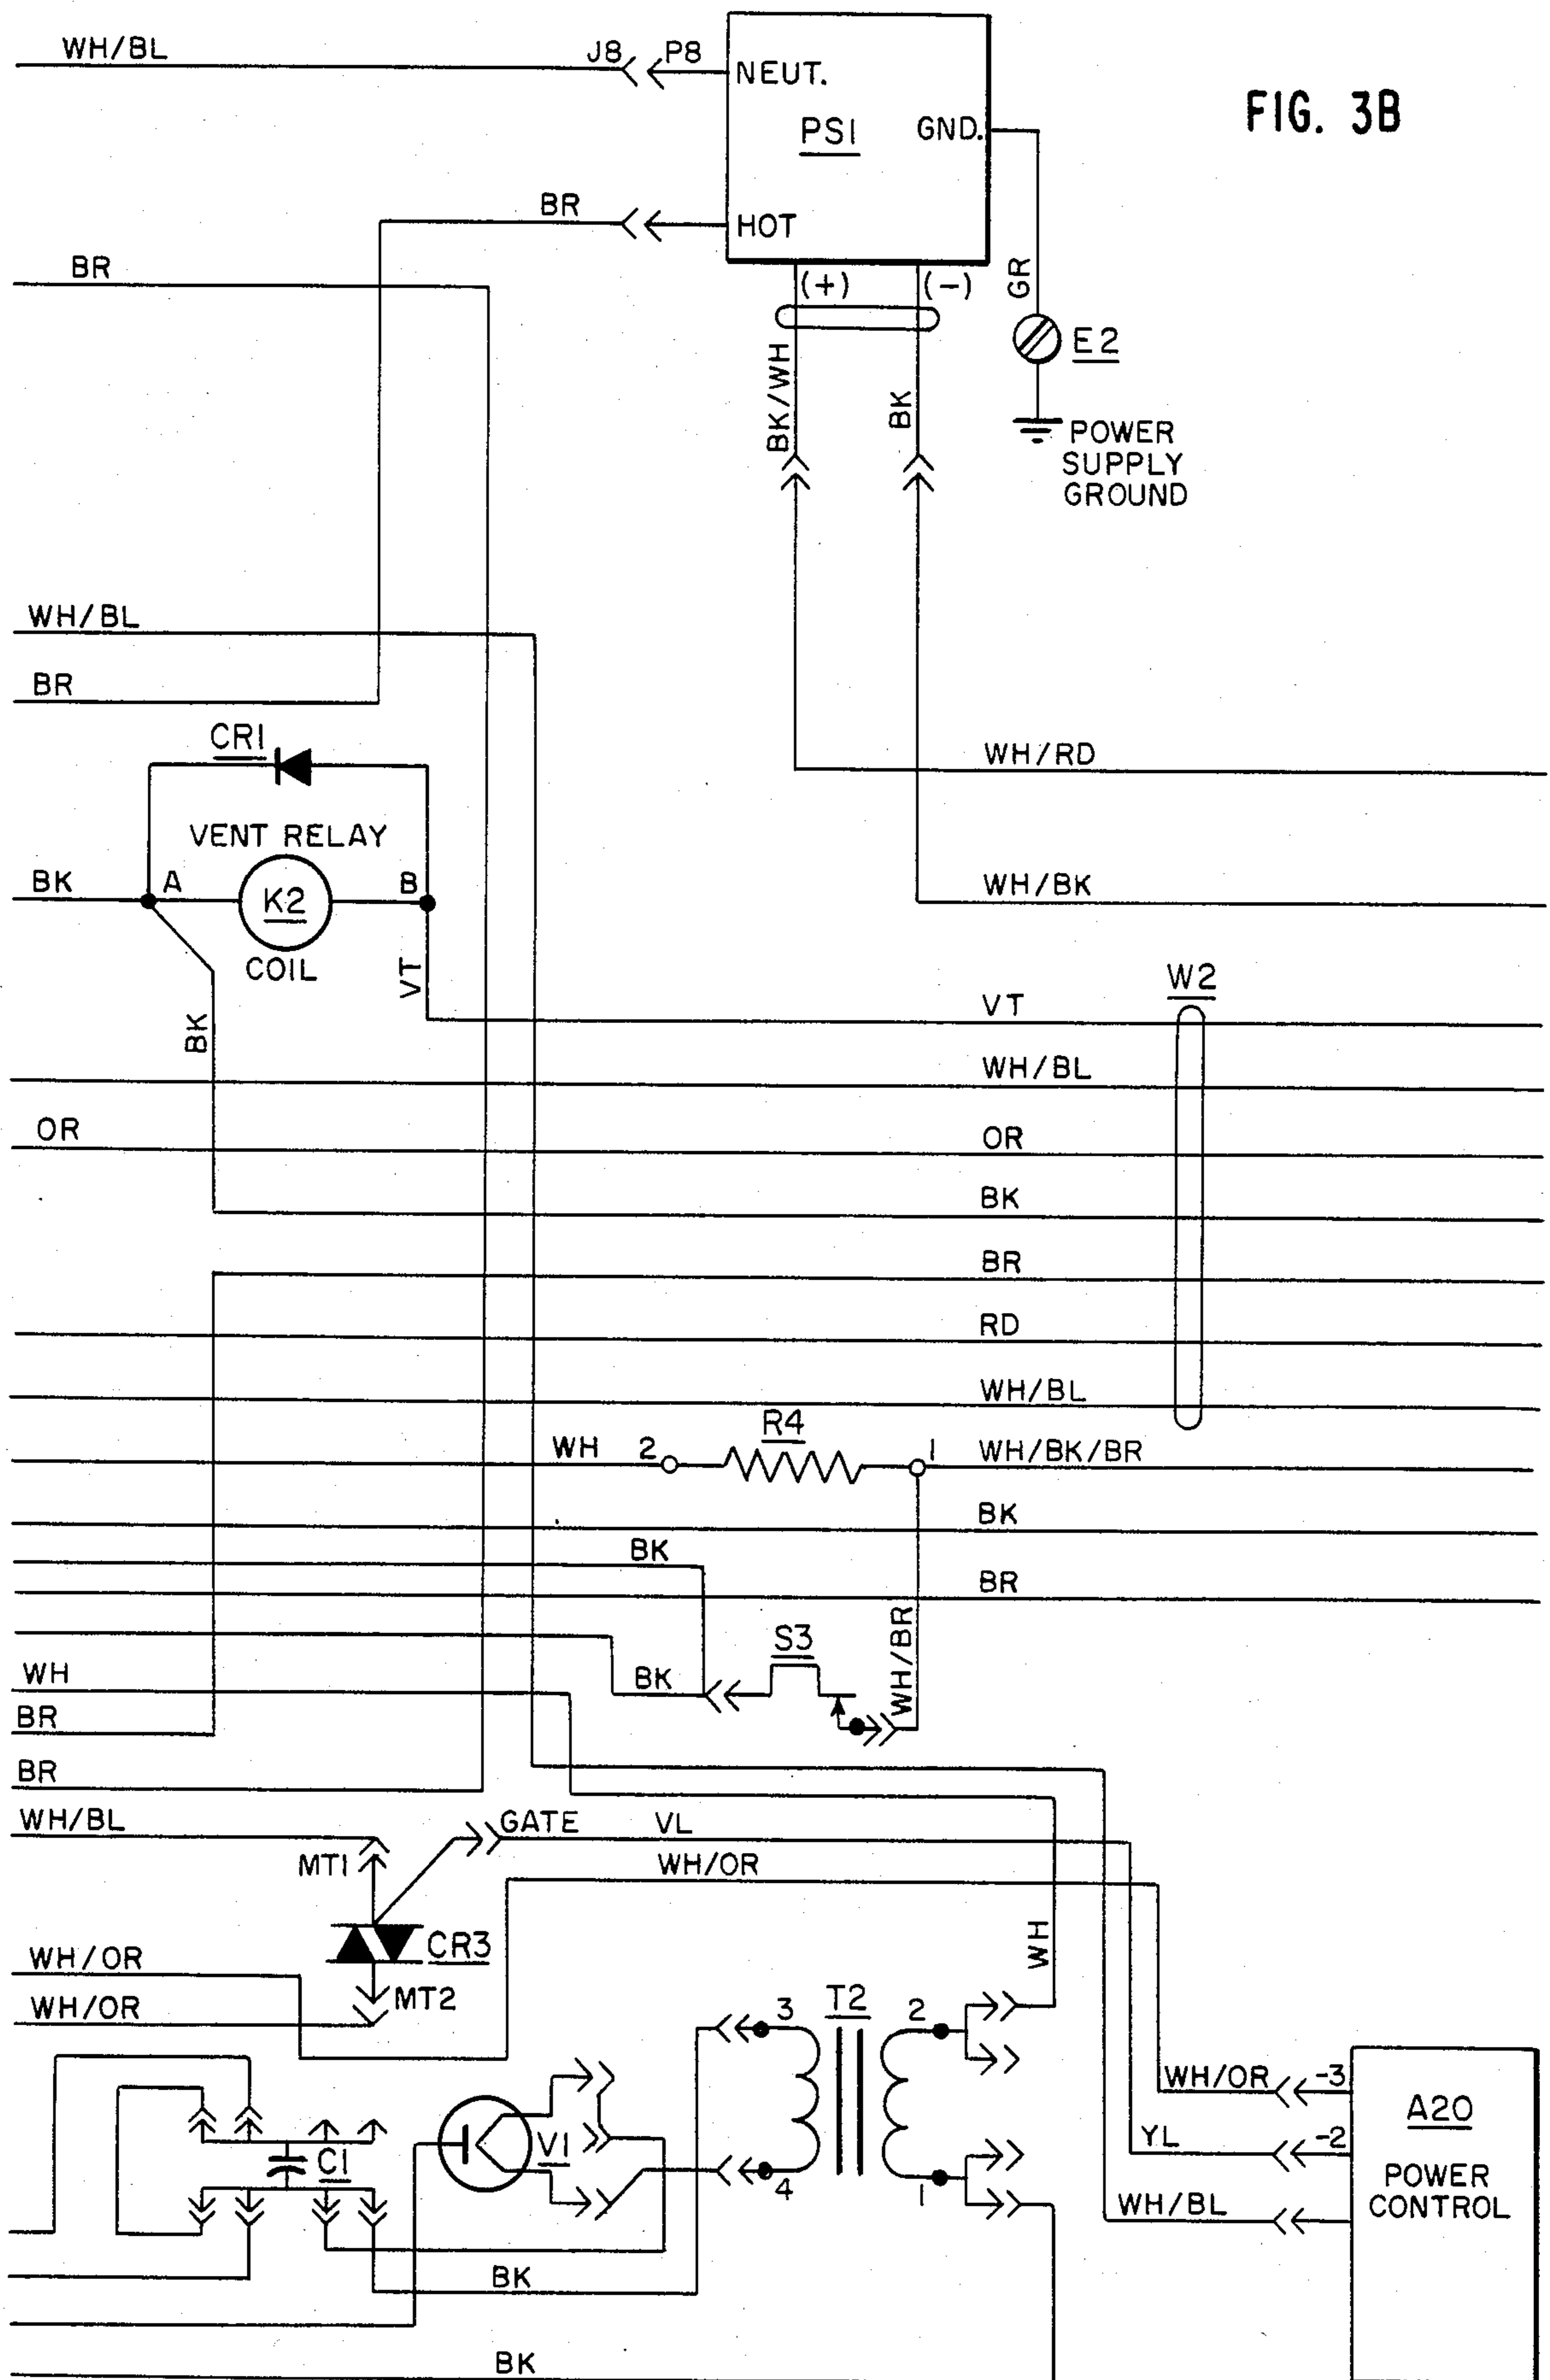 WH/BL
J8
P8
NEUT.
FIG. 3B
PS1
GND.
BR
HOT
BR
(+)
(-)
GR
E2
BK/WH
BK
POWER
SUPPLY
GROUND
WH/BL
BR
CR1
WH/RD
VENT RELAY
BK
A
K2
B
WH/BK
COIL
VT
W2
VT
BK
WH/BL
OR
OR
BK
BR
RD
WH/BL
R4
WH
2
1
WH/BK/BR
BK
BK
BR
S3
WH/BR
WH
BK
BR
BR
WH/BL
GATE
VL
MT1
WH/OR
CR3
WH
WH/OR
MT2
WH/OR
3
T2
2
WH/OR
-3
A20
V1
YL
-2
C1
4
1
POWER
CONTROL
WH/BL
BK
BK